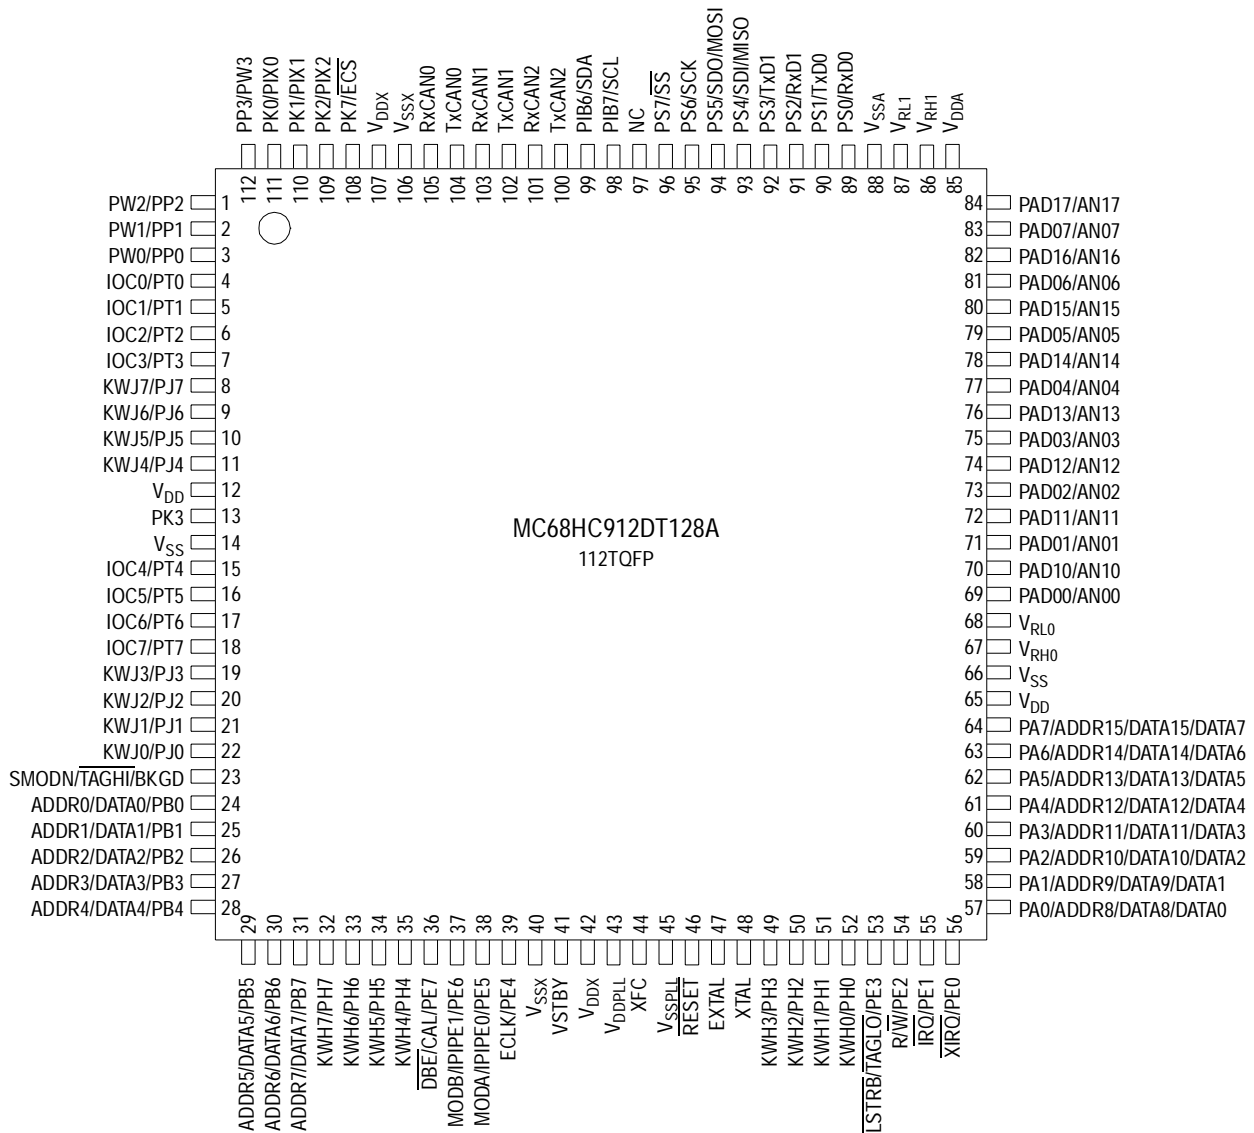 PP3/PW3
PK0/PIX0
PK1/PIX1
PK2/PIX2
PK7/ECS
VDDX
VSSX
RxCAN0
TxCAN0
RxCAN1
TxCAN1
RxCAN2
TxCAN2
PIB6/SDA
PIB7/SCL
NC
PS7/SS
PS6/SCK
PS5/SDO/MOSI
PS4/SDI/MISO
PS3/TxD1
PS2/RxD1
PS1/TxD0
PS0/RxD0
VSSA
VRL1
VRH1
VDDA
112
111
110
109
108
107
106
105
104
103
102
101
100
99
98
97
96
95
94
93
92
91
90
89
88
87
86
85
PW2/PP2 1
PW1/PP1 2
PW0/PP0 3
IOC0/PT0 4
IOC1/PT1 5
IOC2/PT2 6
IOC3/PT3 7
KWJ7/PJ7 8
KWJ6/PJ6 9
KWJ5/PJ5 10
KWJ4/PJ4 11
VDD 12
PK3 13
VSS 14
IOC4/PT4 15
IOC5/PT5 16
IOC6/PT6 17
IOC7/PT7 18
KWJ3/PJ3 19
KWJ2/PJ2 20
KWJ1/PJ1 21
KWJ0/PJ0 22
SMODN/TAGHI/BKGD 23
ADDR0/DATA0/PB0 24
ADDR1/DATA1/PB1 25
ADDR2/DATA2/PB2 26
ADDR3/DATA3/PB3 27
ADDR4/DATA4/PB4 28
MC68HC912DT128A
112TQFP
84 PAD17/AN17
83 PAD07/AN07
82 PAD16/AN16
81 PAD06/AN06
80 PAD15/AN15
79 PAD05/AN05
78 PAD14/AN14
77 PAD04/AN04
76 PAD13/AN13
75 PAD03/AN03
74 PAD12/AN12
73 PAD02/AN02
72 PAD11/AN11
71 PAD01/AN01
70 PAD10/AN10
69 PAD00/AN00
68 VRL0
67 VRH0
66 VSS
65 VDD
64 PA7/ADDR15/DATA15/DATA7
63 PA6/ADDR14/DATA14/DATA6
62 PA5/ADDR13/DATA13/DATA5
61 PA4/ADDR12/DATA12/DATA4
60 PA3/ADDR11/DATA11/DATA3
59 PA2/ADDR10/DATA10/DATA2
58 PA1/ADDR9/DATA9/DATA1
57 PA0/ADDR8/DATA8/DATA0
29
30
31
32
33
34
35
36
37
38
39
40
41
42
43
44
45
46
47
48
49
50
51
52
53
54
55
56
ADDR5/DATA5/PB5
ADDR6/DATA6/PB6
ADDR7/DATA7/PB7
KWH7/PH7
KWH6/PH6
KWH5/PH5
KWH4/PH4
DBE/CAL/PE7
MODB/IPIPE1/PE6
MODA/IPIPE0/PE5
ECLK/PE4
VSSX
VSTBY
VDDX
VDDPLL
XFC
VSSPLL
RESET
EXTAL
XTAL
KWH3/PH3
KWH2/PH2
KWH1/PH1
KWH0/PH0
LSTRB/TAGLO/PE3
R/W/PE2
IRQ/PE1
XIRQ/PE0